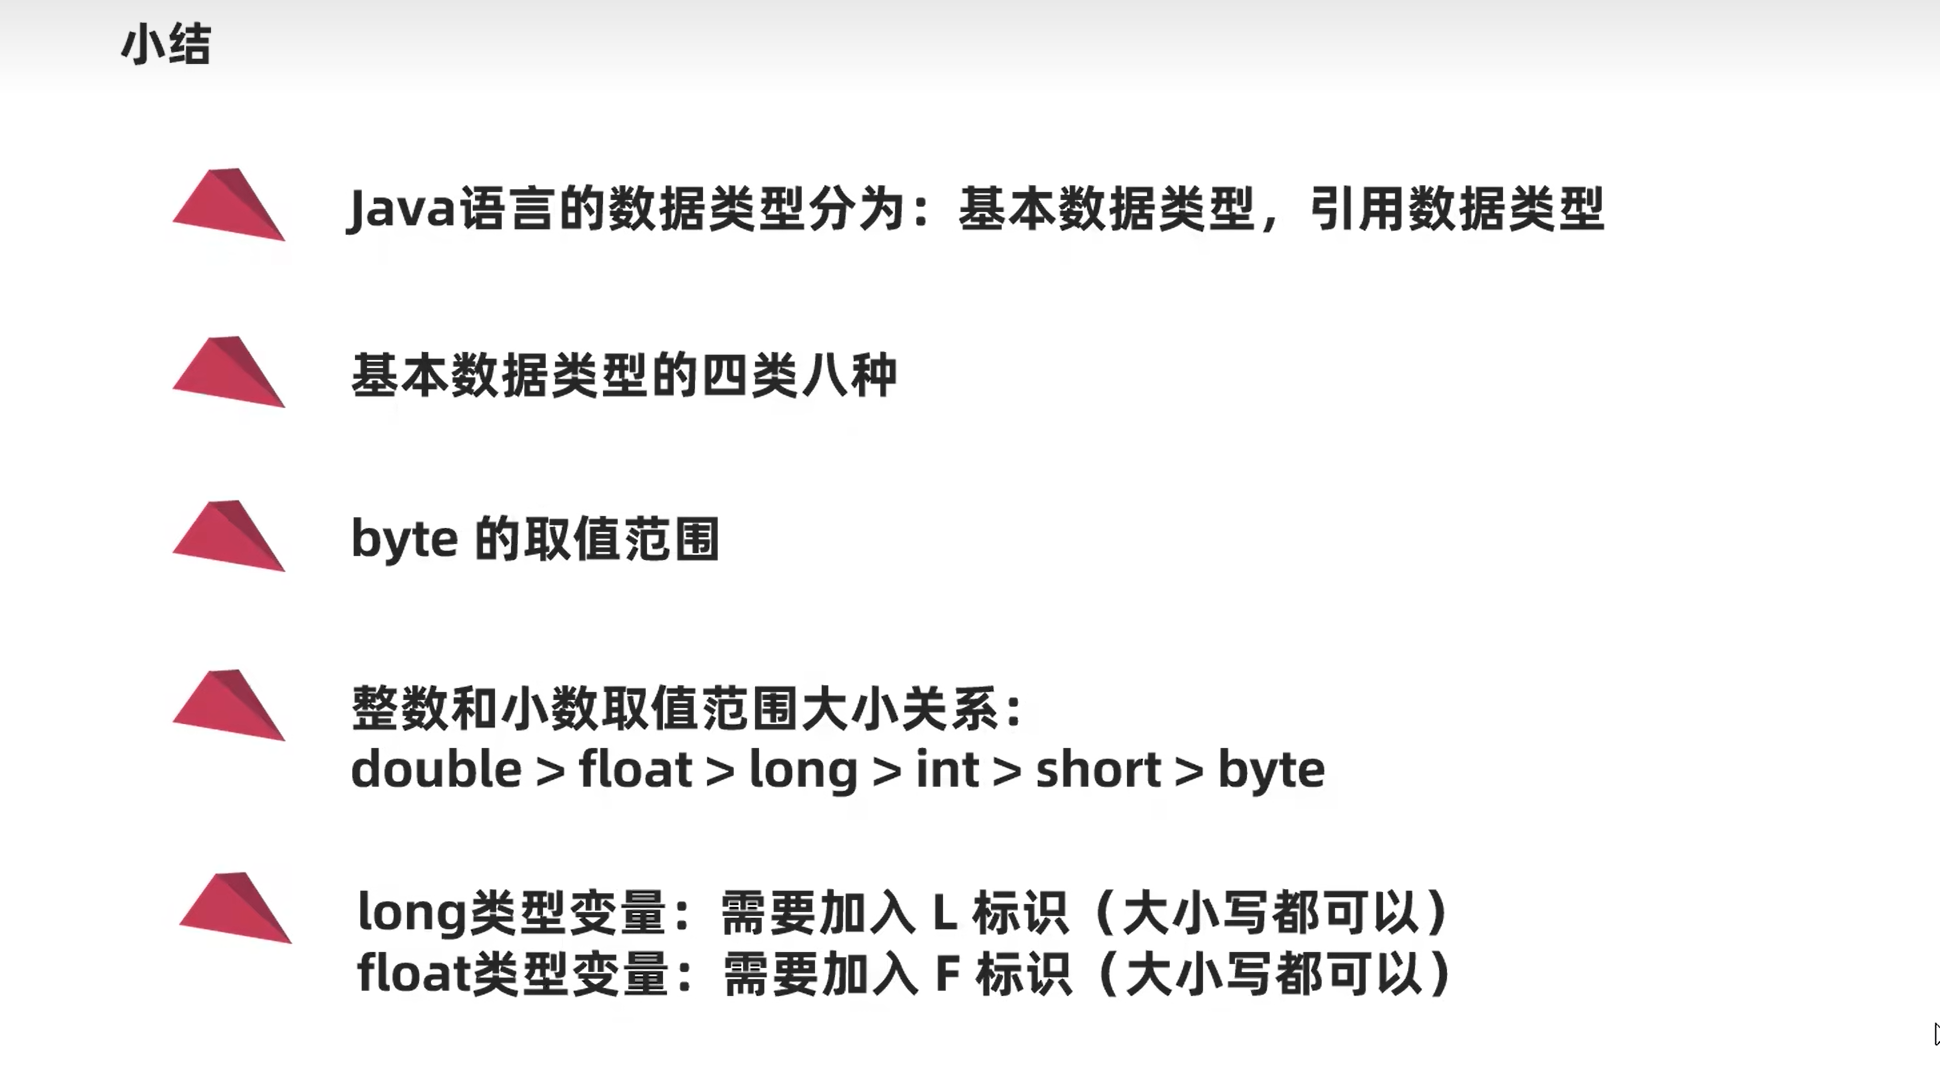 小结
Java语言的数据类型分为：基本数据类型，引用数据类型
基本数据类型的四类八种
byte 的取值范围
整数和小数取值范围大小关系：
double > float > long > int > short > byte
long类型变量：需要加入 L 标识（大小写都可以）
float类型变量：需要加入 F 标识（大小写都可以）